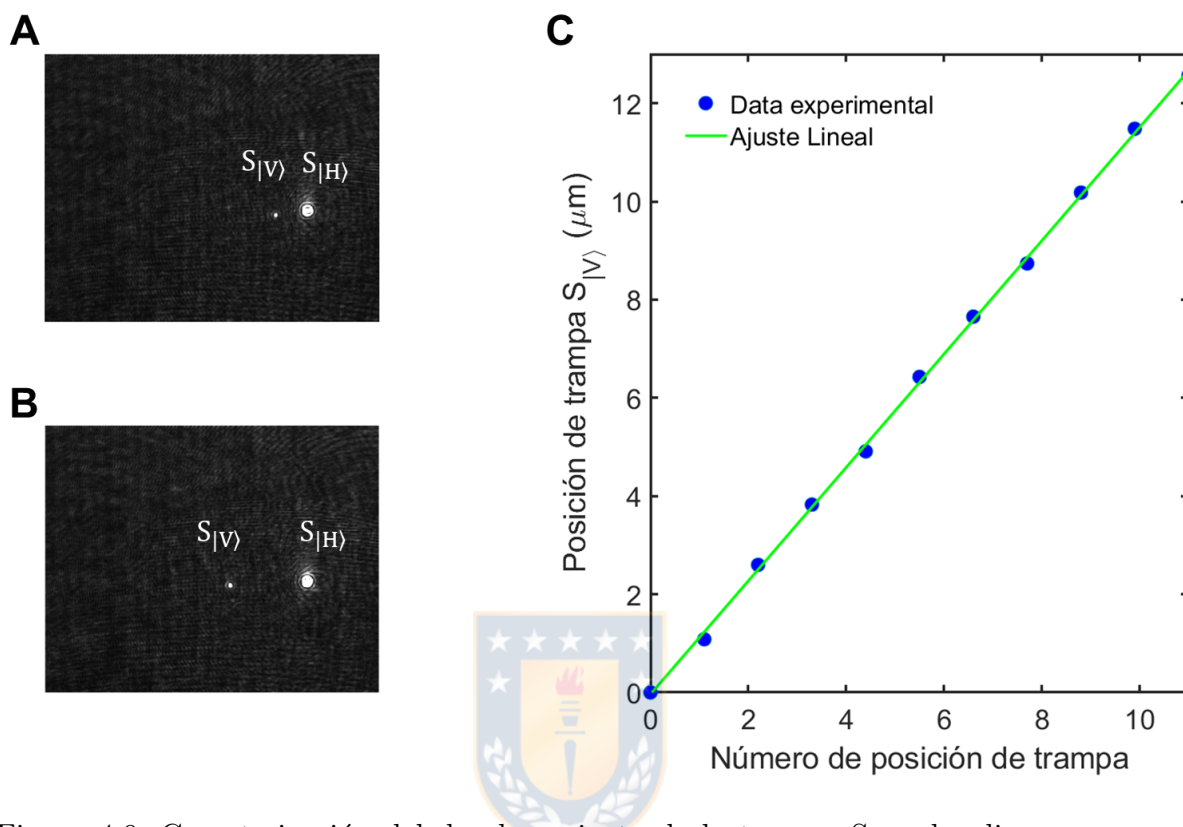 A
S|V⟩ S|H⟩
B
S|V⟩ S|H⟩
C
Data experimental
Ajuste Lineal
Posición de trampa S|V⟩ (μm)
12
10
8
6
4
2
0
0 2 4 6 8 10
Número de posición de trampa